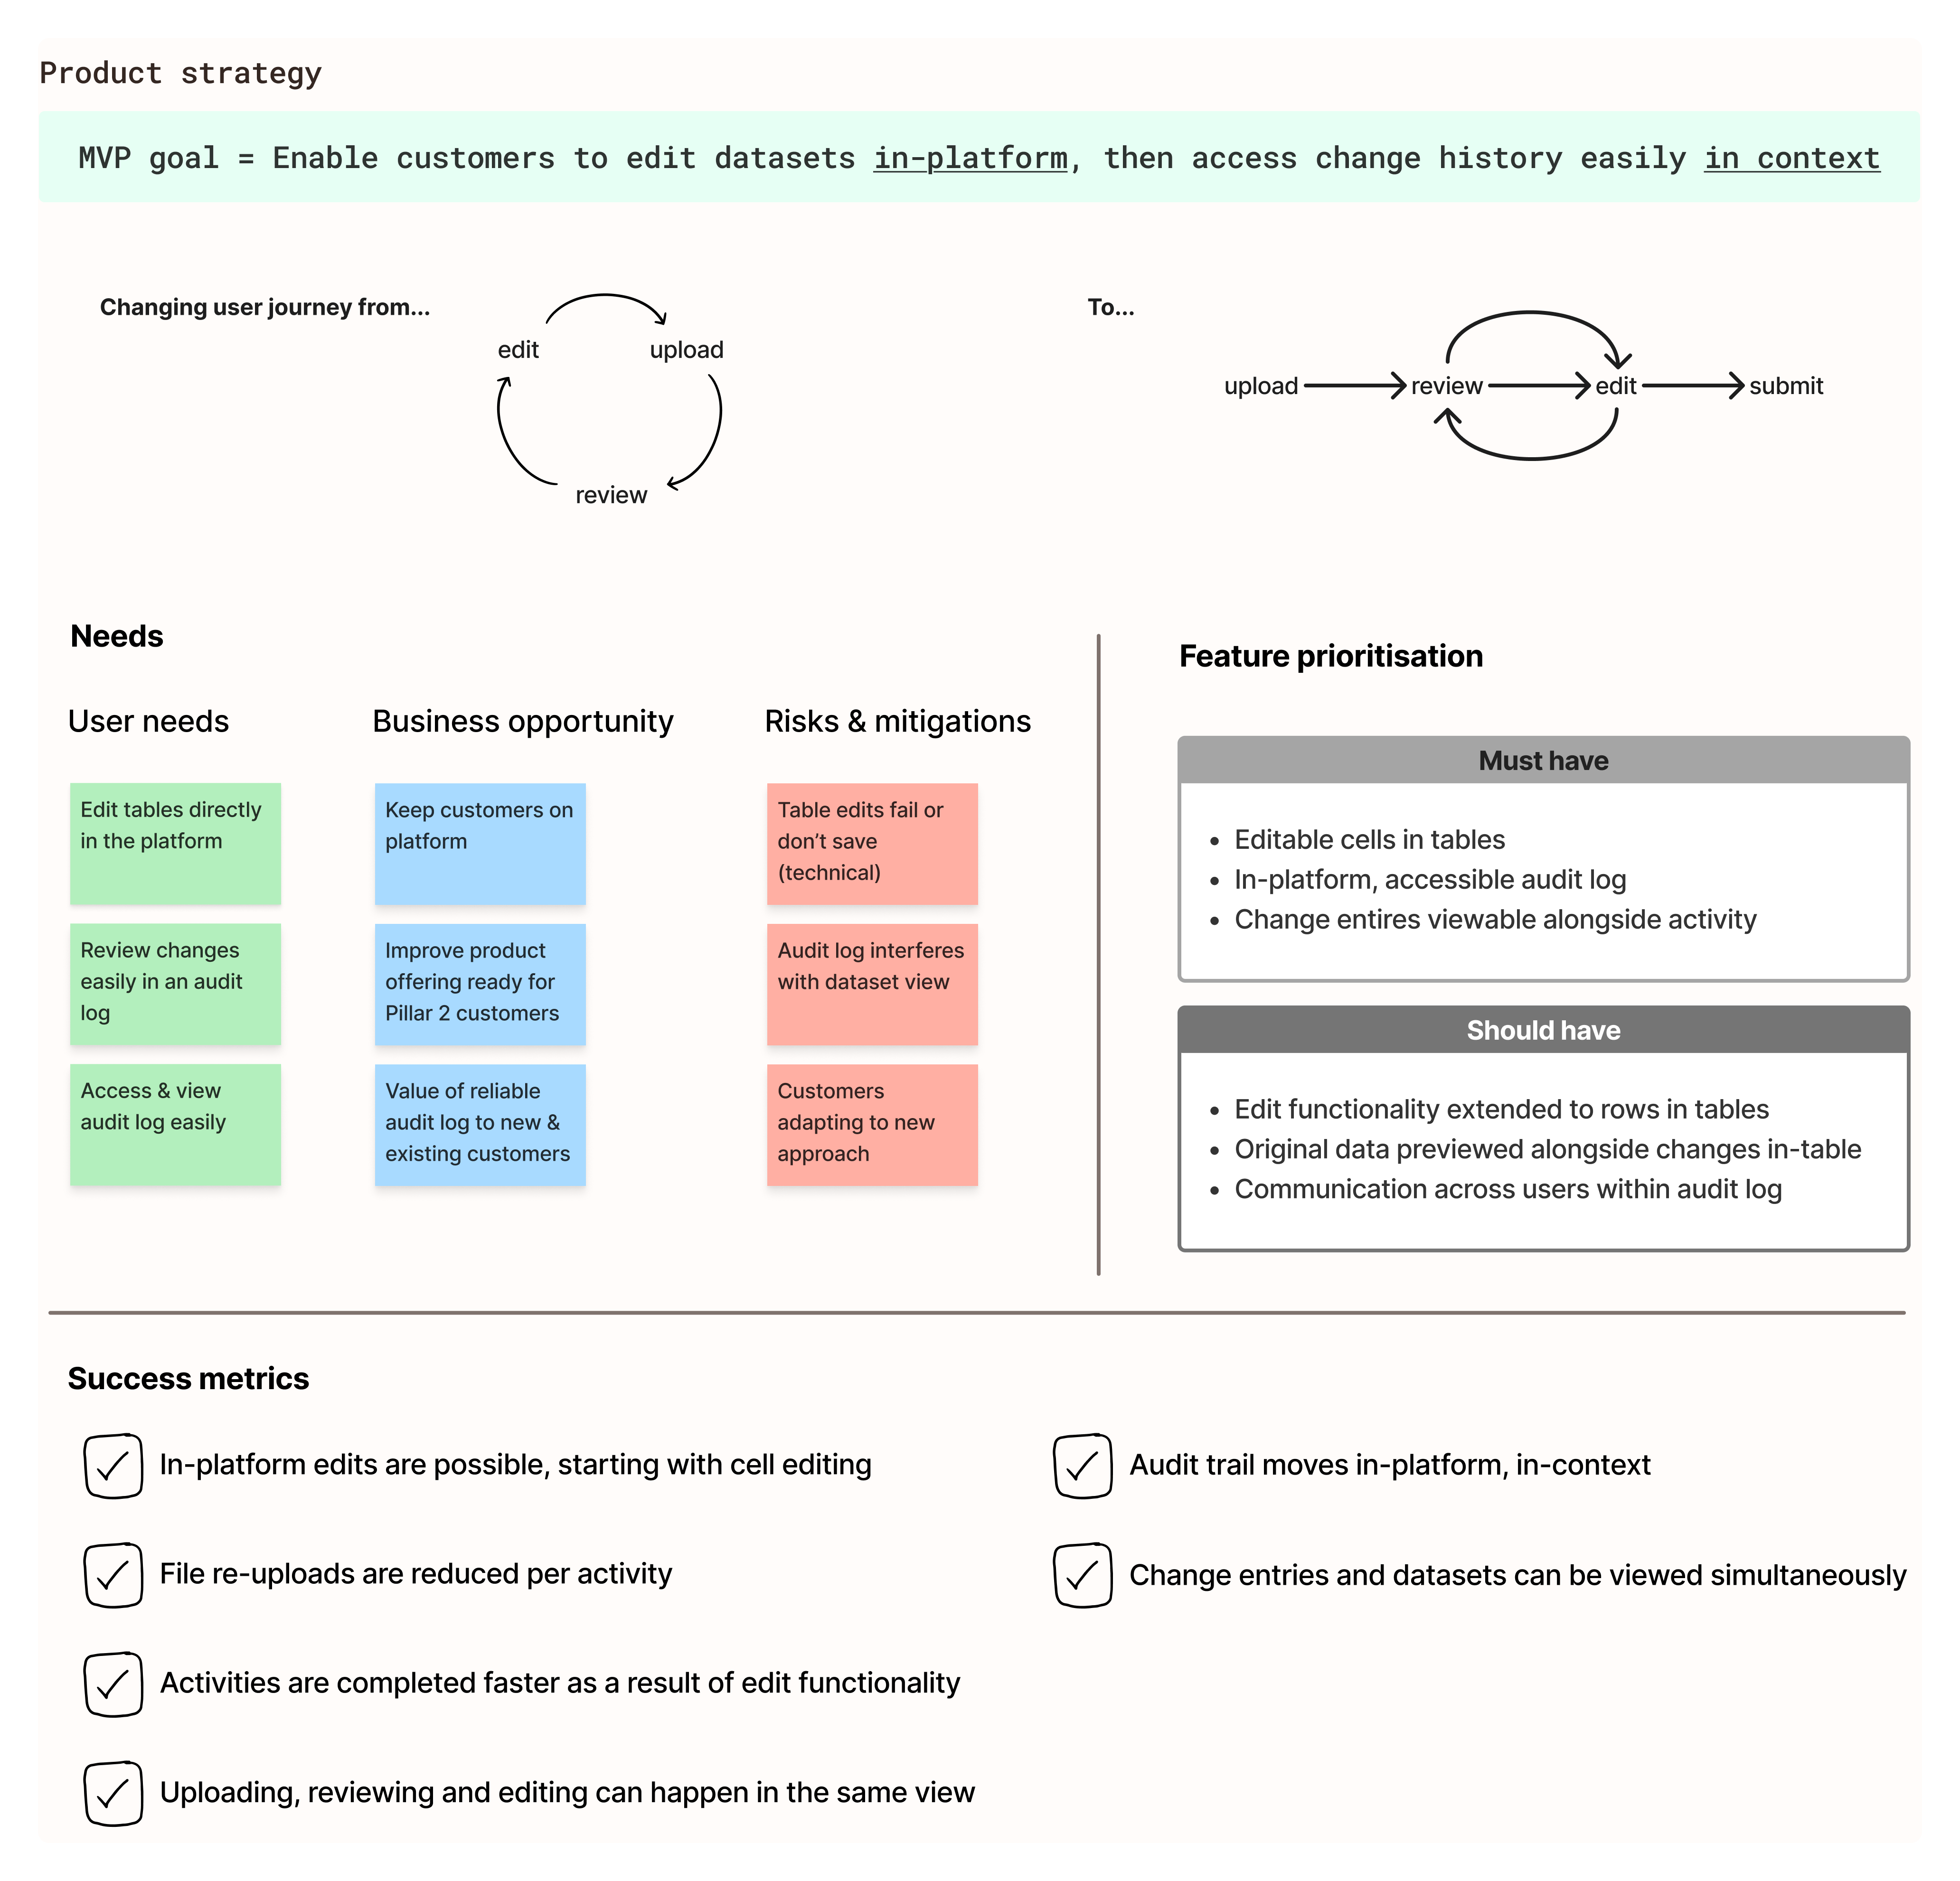 Product strategy
MVP goal = Enable customers to edit datasets in-platform, then access change history easily in context
Changing user journey from...
edit
upload
review
To...
upload
review
edit
submit
Needs
User needs
Edit tables directly
in the platform
Review changes
easily in an audit
log
Access & view
audit log easily
Business opportunity
Keep customers on
platform
Improve product
offering ready for
Pillar 2 customers
Value of reliable
audit log to new &
existing customers
Risks & mitigations
Table edits fail or
don’t save
(technical)
Audit log interferes
with dataset view
Customers
adapting to new
approach
Feature prioritisation
Must have
• Editable cells in tables
• In-platform, accessible audit log
• Change entires viewable alongside activity
Should have
• Edit functionality extended to rows in tables
• Original data previewed alongside changes in-table
• Communication across users within audit log
Success metrics
In-platform edits are possible, starting with cell editing
File re-uploads are reduced per activity
Activities are completed faster as a result of edit functionality
Uploading, reviewing and editing can happen in the same view
Audit trail moves in-platform, in-context
Change entries and datasets can be viewed simultaneously